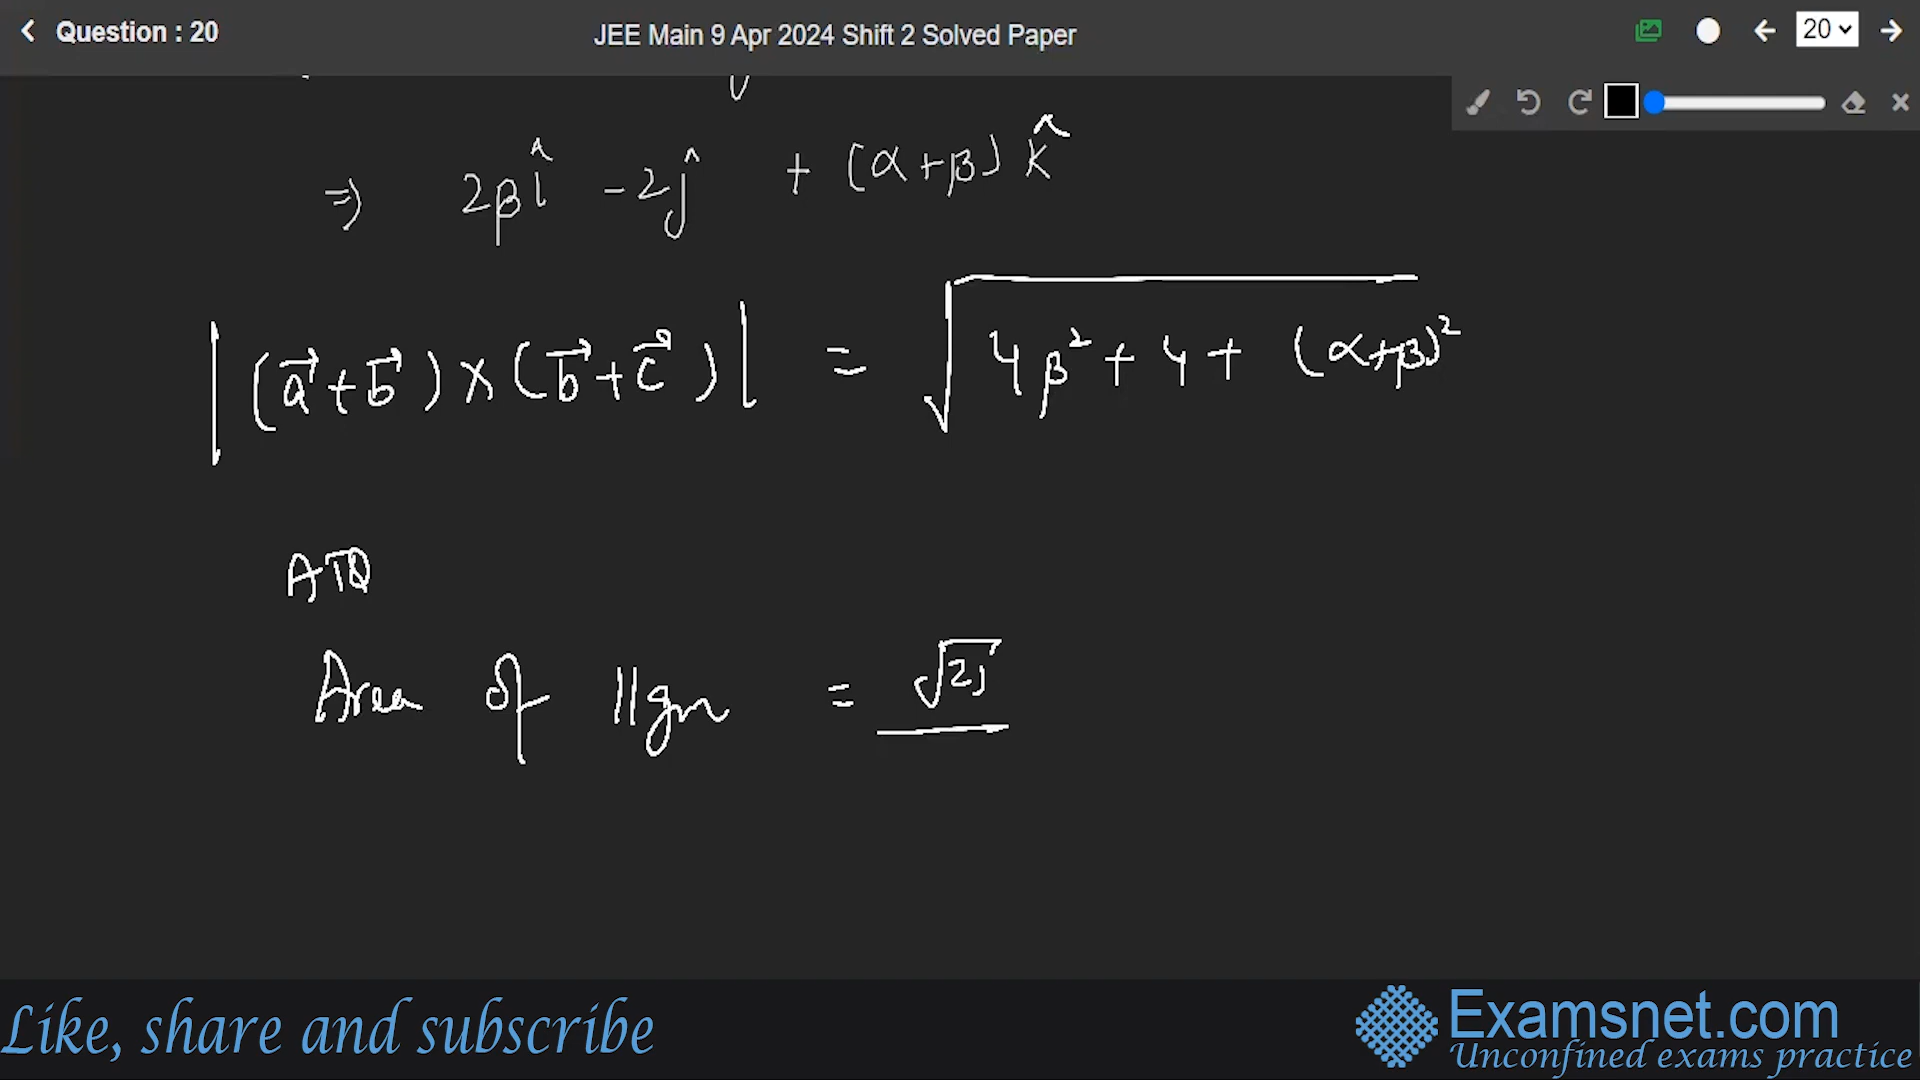 Question : 20
JEE Main 9 Apr 2024 Shift 2 Solved Paper
20
⇒ 2βî - 2ĵ + (α+β) k̂
|(a⃗+b⃗) × (b⃗+c⃗)| = √(4β² + 4 + (α+β)²)
ATQ
Area of ||gm = √21
Like, share and subscribe
Examsnet.com
Unconfined exams practice